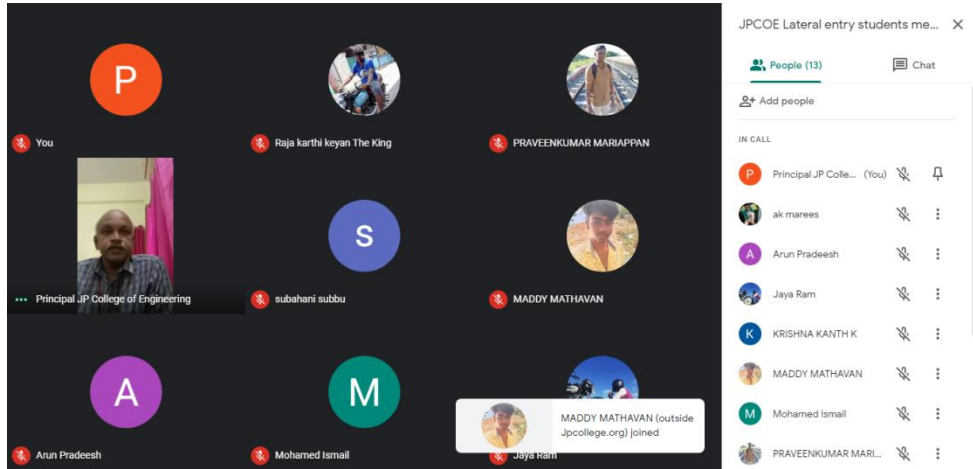 P
You
Raja karthi keyan The King
PRAVEENKUMAR MARIAPPAN
Principal JP College of Engineering
S
subahani subbu
MADDY MATHAVAN
A
Arun Pradeesh
M
Mohamed Ismail
Jaya Ram
MADDY MATHAVAN (outside
Jpcollege.org) joined
JPCOE Lateral entry students me...
People (13)
Chat
Add people
IN CALL
P
Principal JP Colle... (You)
ak marees
A
Arun Pradeesh
Jaya Ram
K
KRISHNA KANTH K
MADDY MATHAVAN
M
Mohamed Ismail
PRAVEENKUMAR MARI...